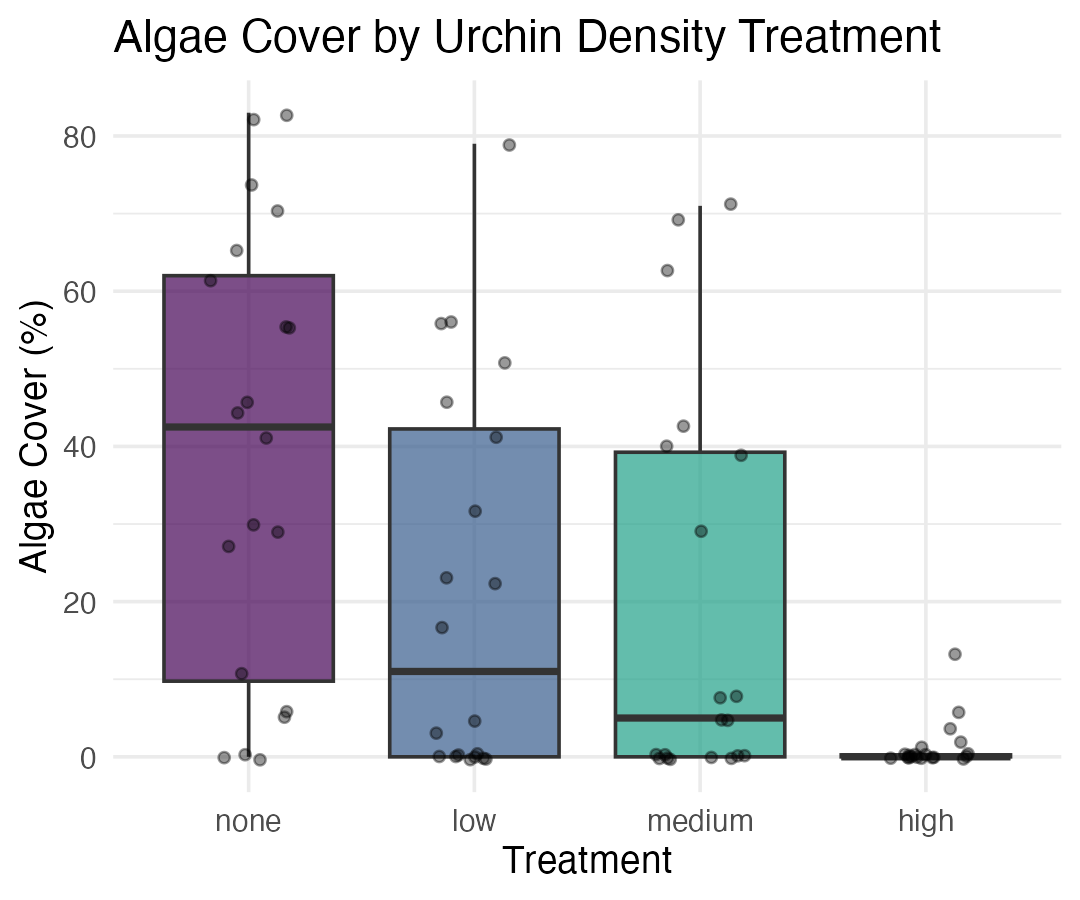 Algae Cover by Urchin Density Treatment
Algae Cover (%)
80
60
40
20
0
none low medium high
Treatment